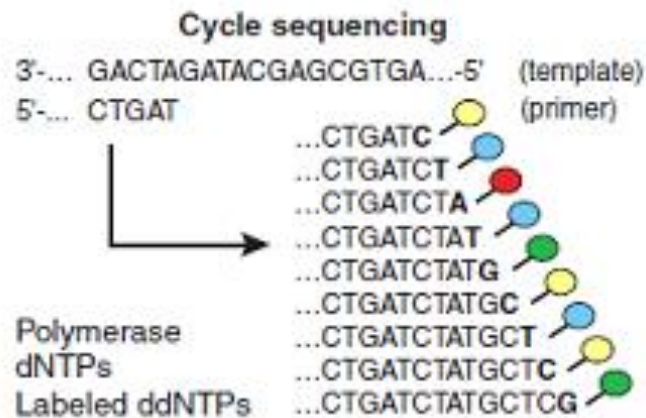 Cycle sequencing
3'-... GACTAGATACGAGCGTGA...-5' (template)
5'-... CTGAT (primer)
...CTGATC
...CTGATCT
...CTGATCTA
...CTGATCTAT
...CTGATCTATG
...CTGATCTATGC
...CTGATCTATGCT
...CTGATCTATGCTC
...CTGATCTATGCTCG
Polymerase
dNTPs
Labeled ddNTPs